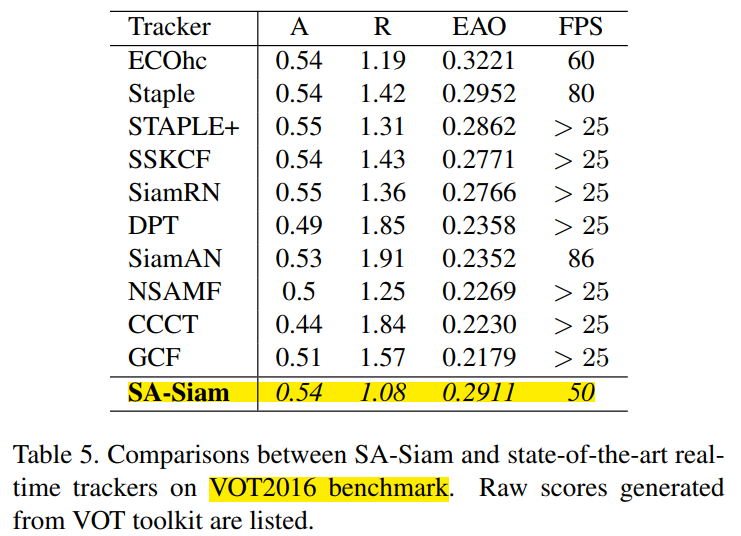 Tracker A R EAO FPS
ECOhc 0.54 1.19 0.3221 60
Staple 0.54 1.42 0.2952 80
STAPLE+ 0.55 1.31 0.2862 > 25
SSKCF 0.54 1.43 0.2771 > 25
SiamRN 0.55 1.36 0.2766 > 25
DPT 0.49 1.85 0.2358 > 25
SiamAN 0.53 1.91 0.2352 86
NSAMF 0.5 1.25 0.2269 > 25
CCCT 0.44 1.84 0.2230 > 25
GCF 0.51 1.57 0.2179 > 25
SA-Siam 0.54 1.08 0.2911 50
Table 5. Comparisons between SA-Siam and state-of-the-art real-
time trackers on VOT2016 benchmark. Raw scores generated
from VOT toolkit are listed.